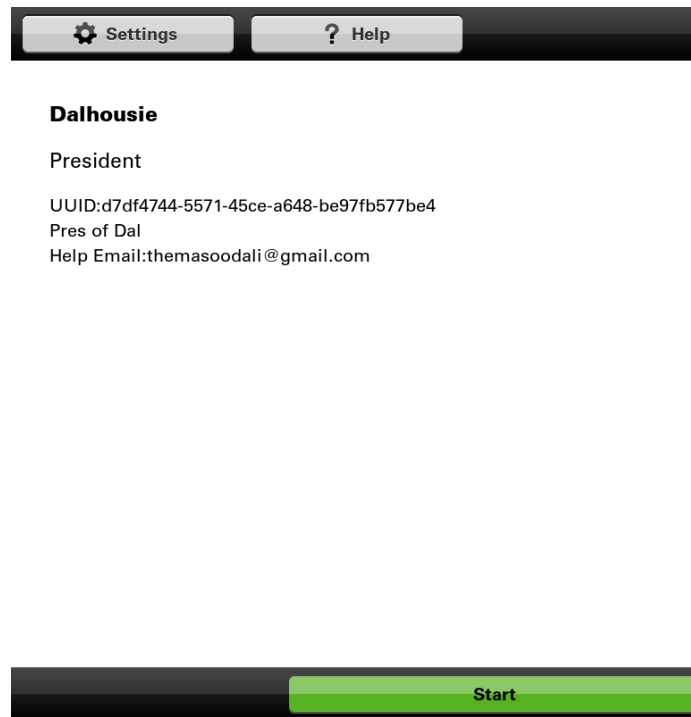 Settings
? Help
Dalhousie
President
UUID:d7df4744-5571-45ce-a648-be97fb577be4
Pres of Dal
Help Email:themasoodali@gmail.com
Start